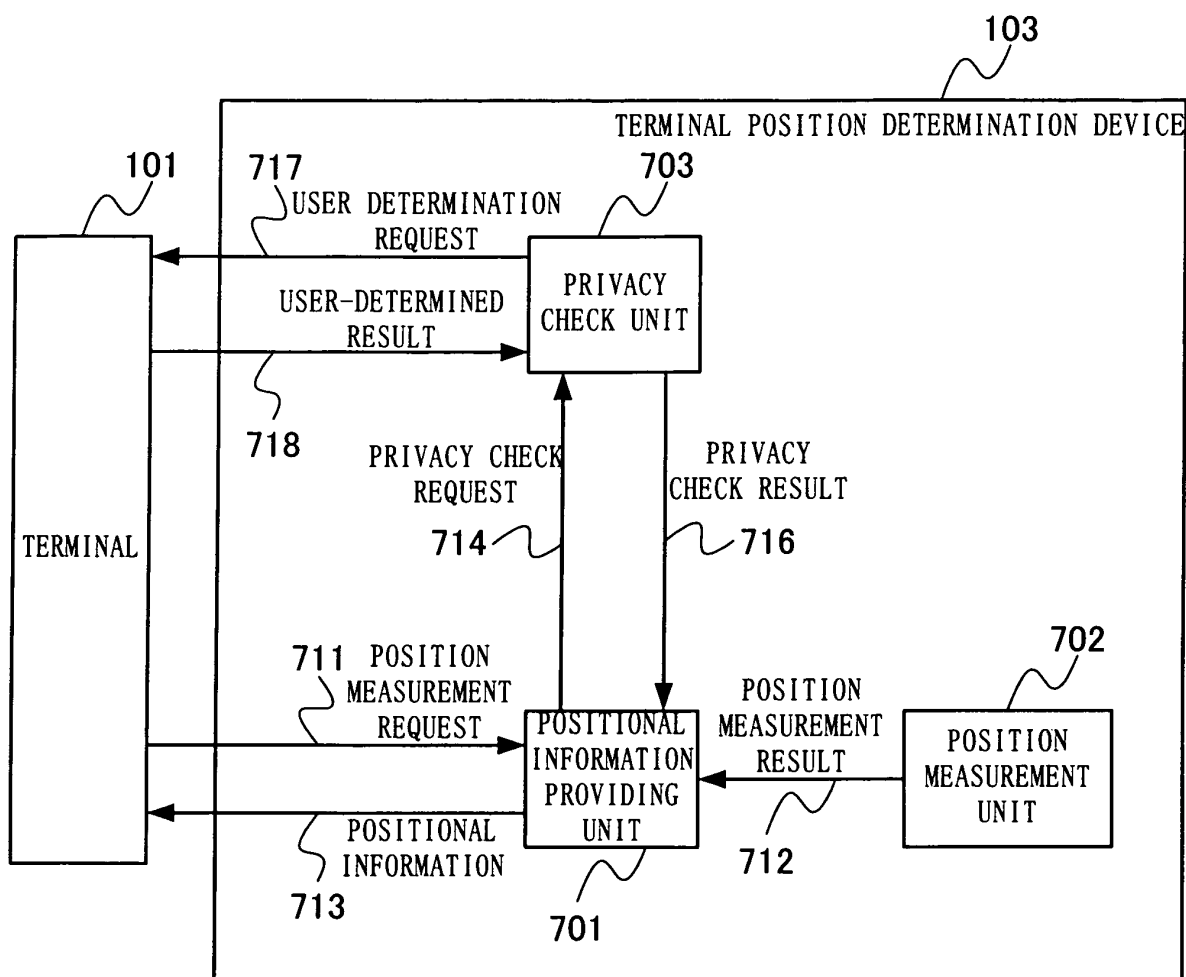 103
TERMINAL POSITION DETERMINATION DEVICE
101
717
USER DETERMINATION
REQUEST
703
PRIVACY
CHECK UNIT
USER-DETERMINED
RESULT
718
PRIVACY CHECK
REQUEST
714
PRIVACY
CHECK RESULT
716
TERMINAL
711
POSITION
MEASUREMENT
REQUEST
POSITIONAL
INFORMATION
PROVIDING
UNIT
701
POSITION
MEASUREMENT
RESULT
712
702
POSITION
MEASUREMENT
UNIT
POSITIONAL
INFORMATION
713